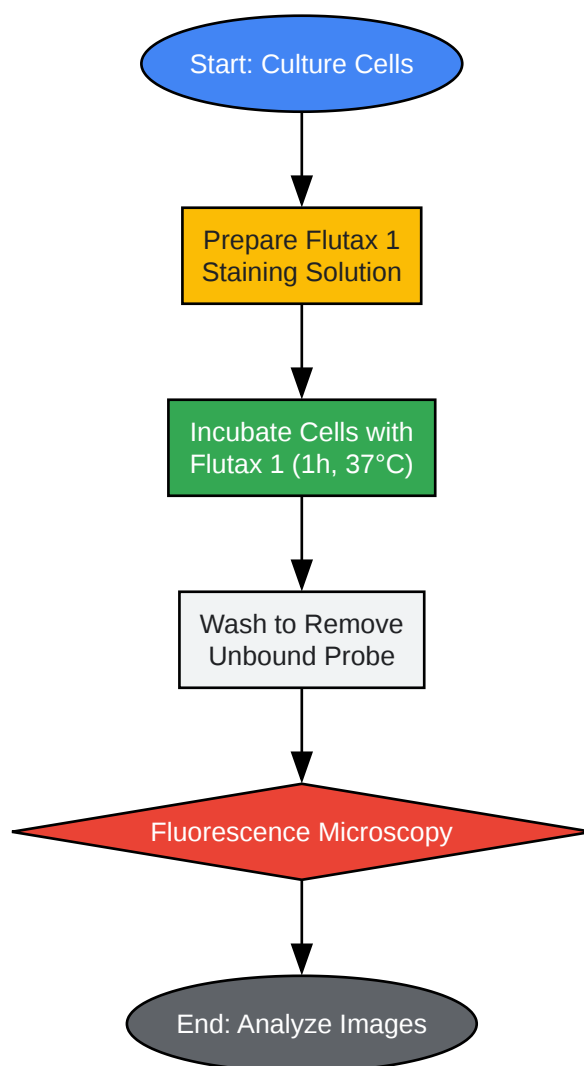 Start: Culture Cells
Prepare Flutax 1
Staining Solution
Incubate Cells with
Flutax 1 (1h, 37°C)
Wash to Remove
Unbound Probe
Fluorescence Microscopy
End: Analyze Images